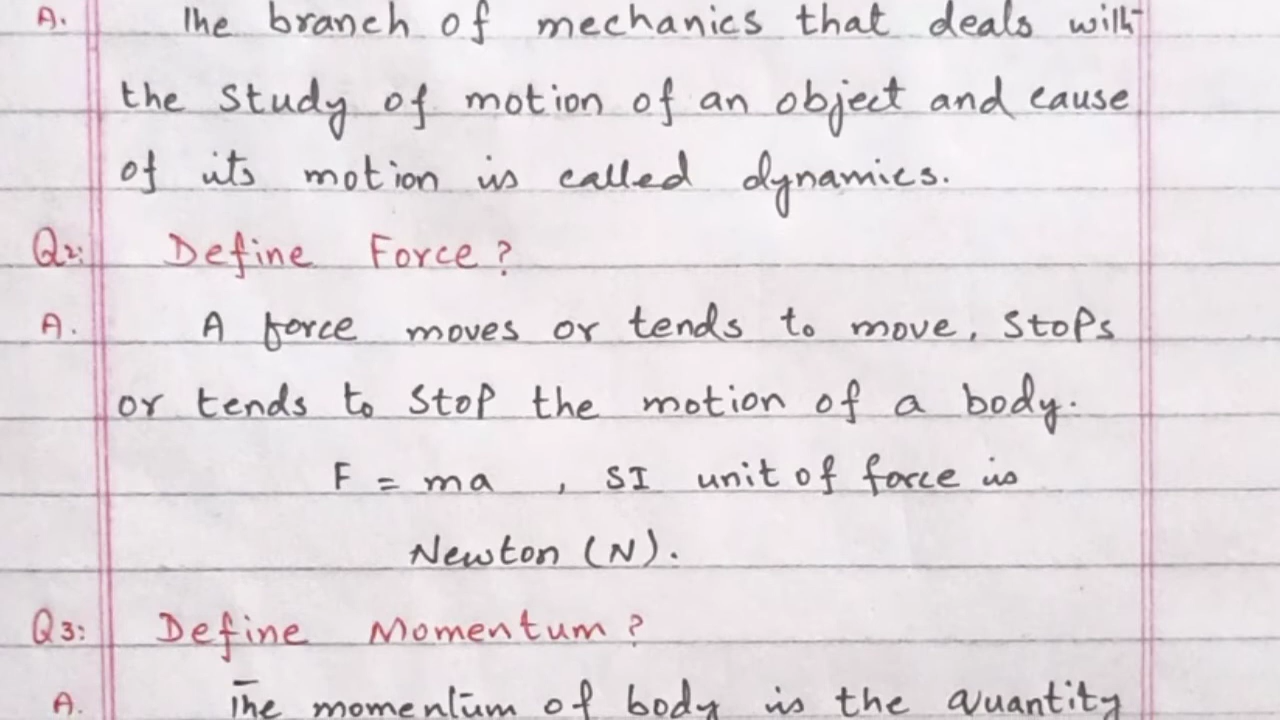 A. The branch of mechanics that deals with
the study of motion of an object and cause
of its motion is called dynamics.
Q2: Define Force?
A. A force moves or tends to move, stops
or tends to stop the motion of a body.
F = ma , SI unit of force is
Newton (N).
Q3: Define Momentum?
A. The momentum of body is the quantity